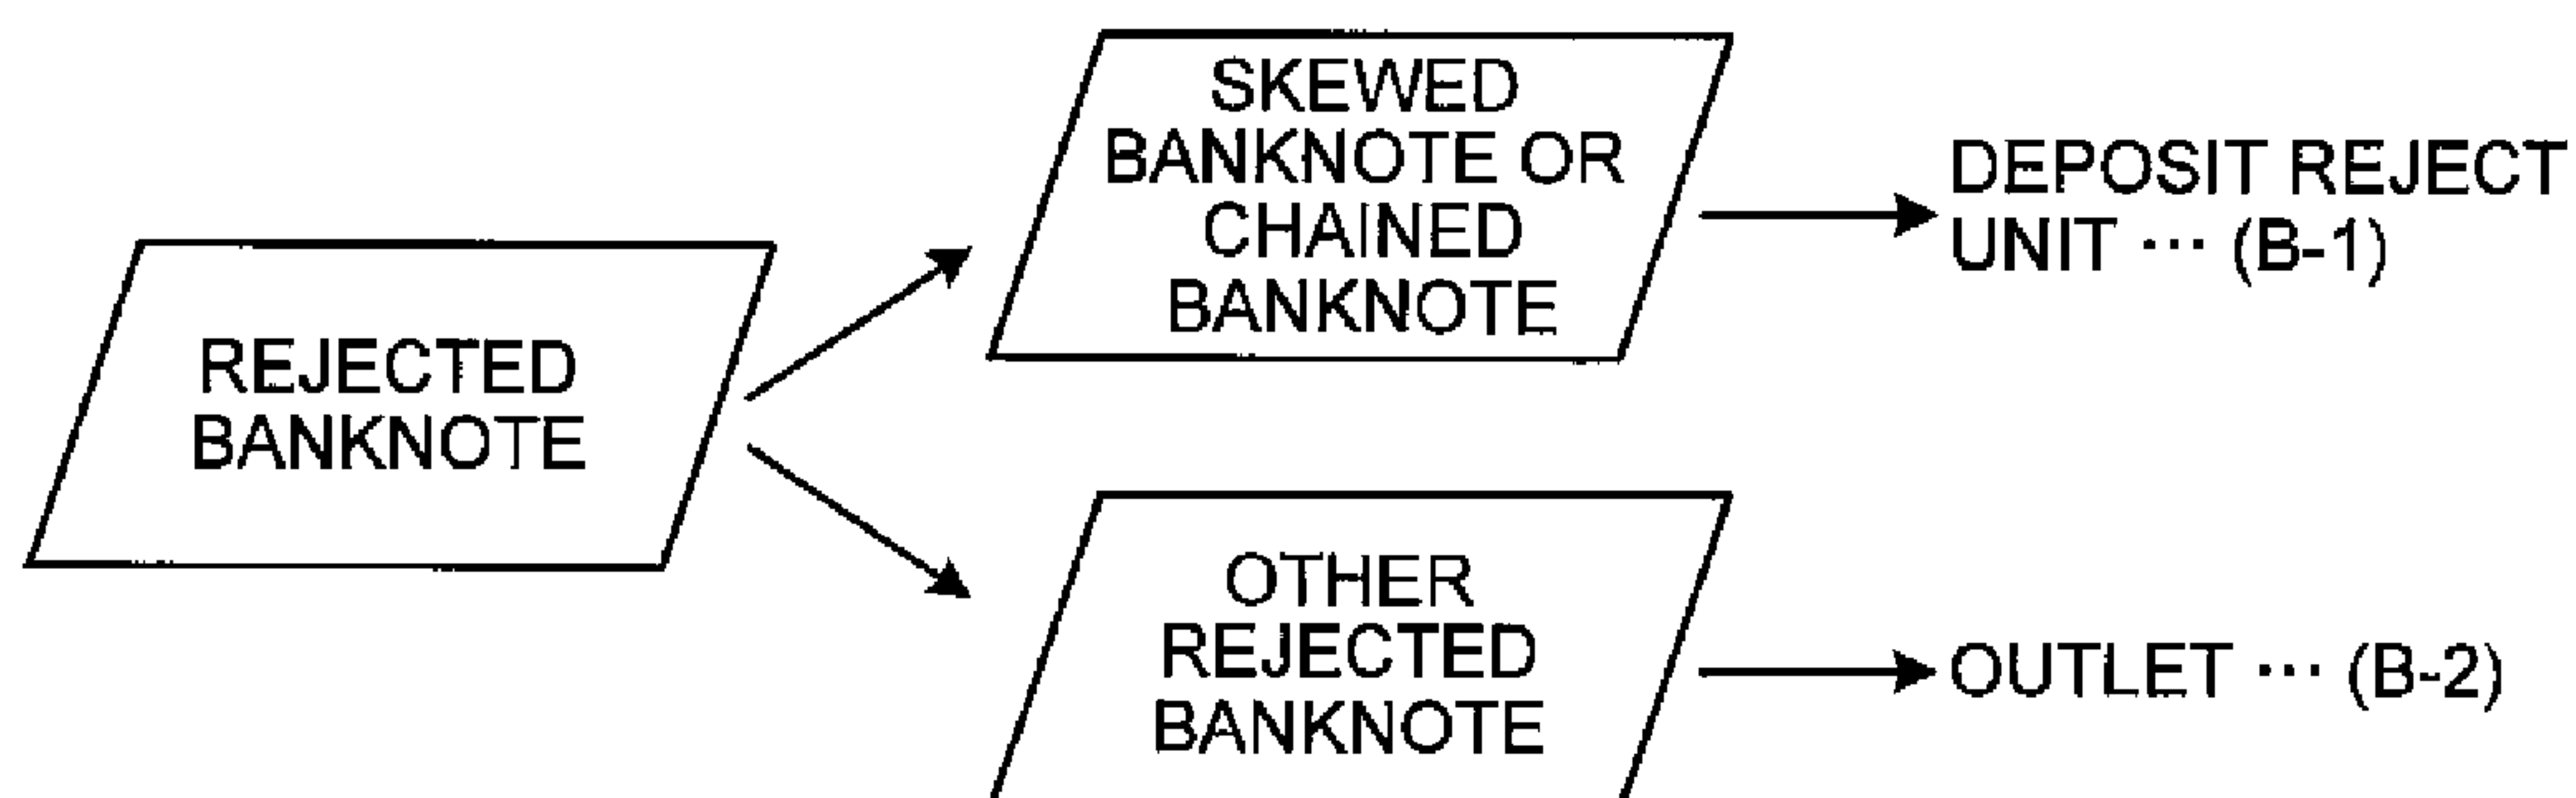 REJECTED
BANKNOTE
SKEWED
BANKNOTE OR
CHAINED
BANKNOTE
DEPOSIT REJECT
UNIT ··· (B-1)
OTHER
REJECTED
BANKNOTE
OUTLET ··· (B-2)